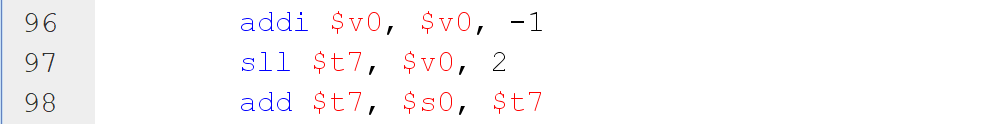 96 addi $v0, $v0, -1
97 sll $t7, $v0, 2
98 add $t7, $s0, $t7